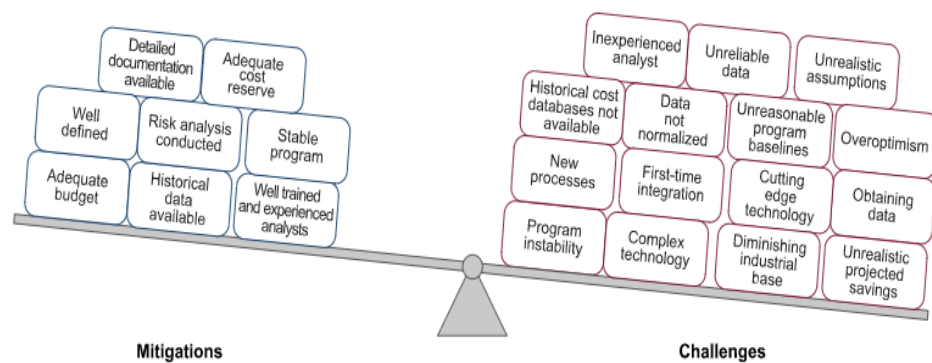 Detailed
documentation
available
Adequate
cost
reserve
Well
defined
Risk analysis
conducted
Stable
program
Adequate
budget
Historical
data
available
Well trained
and experienced
analysts
Inexperienced
analyst
Unreliable
data
Unrealistic
assumptions
Historical cost
databases not
available
Data
not
normalized
Unreasonable
program
baselines
Overoptimism
New
processes
First-time
integration
Cutting
edge
technology
Obtaining
data
Program
instability
Complex
technology
Diminishing
industrial
base
Unrealistic
projected
savings
Mitigations
Challenges